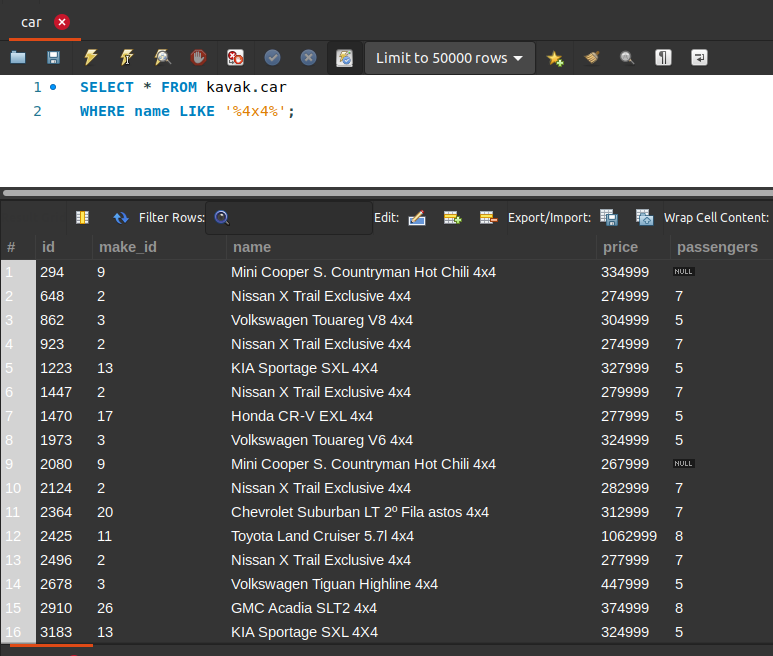 car
Limit to 50000 rows
1 SELECT * FROM kavak.car
2 WHERE name LIKE '%4x4%';
Filter Rows: Edit: Export/Import: Wrap Cell Content:
# id make_id name price passengers
1 294 9 Mini Cooper S. Countryman Hot Chili 4x4 334999 NULL
2 648 2 Nissan X Trail Exclusive 4x4 274999 7
3 862 3 Volkswagen Touareg V8 4x4 304999 5
4 923 2 Nissan X Trail Exclusive 4x4 274999 7
5 1223 13 KIA Sportage SXL 4X4 327999 5
6 1447 2 Nissan X Trail Exclusive 4x4 279999 7
7 1470 17 Honda CR-V EXL 4x4 277999 5
8 1973 3 Volkswagen Touareg V6 4x4 324999 5
9 2080 9 Mini Cooper S. Countryman Hot Chili 4x4 267999 NULL
10 2124 2 Nissan X Trail Exclusive 4x4 282999 7
11 2364 20 Chevrolet Suburban LT 2º Fila astos 4x4 312999 7
12 2425 11 Toyota Land Cruiser 5.7l 4x4 1062999 8
13 2496 2 Nissan X Trail Exclusive 4x4 277999 7
14 2678 3 Volkswagen Tiguan Highline 4x4 447999 5
15 2910 26 GMC Acadia SLT2 4x4 374999 8
16 3183 13 KIA Sportage SXL 4X4 324999 5